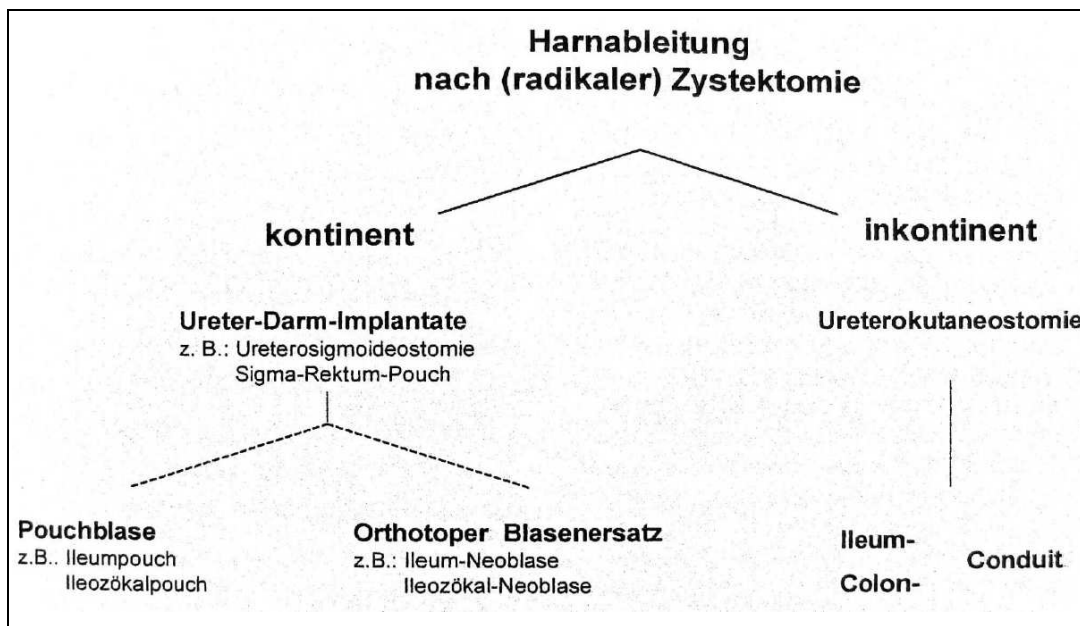 Harnableitung
nach (radikaler) Zystektomie
kontinent
inkontinent
Ureter-Darm-Implantate
z. B.: Ureterosigmoideostomie
Sigma-Rektum-Pouch
Ureterokutaneostomie
Pouchblase
z.B.. Ileumpouch
Ileozökalpouch
Orthotoper Blasenersatz
z.B.: Ileum-Neoblase
Ileozökal-Neoblase
Ileum-
Colon-
Conduit